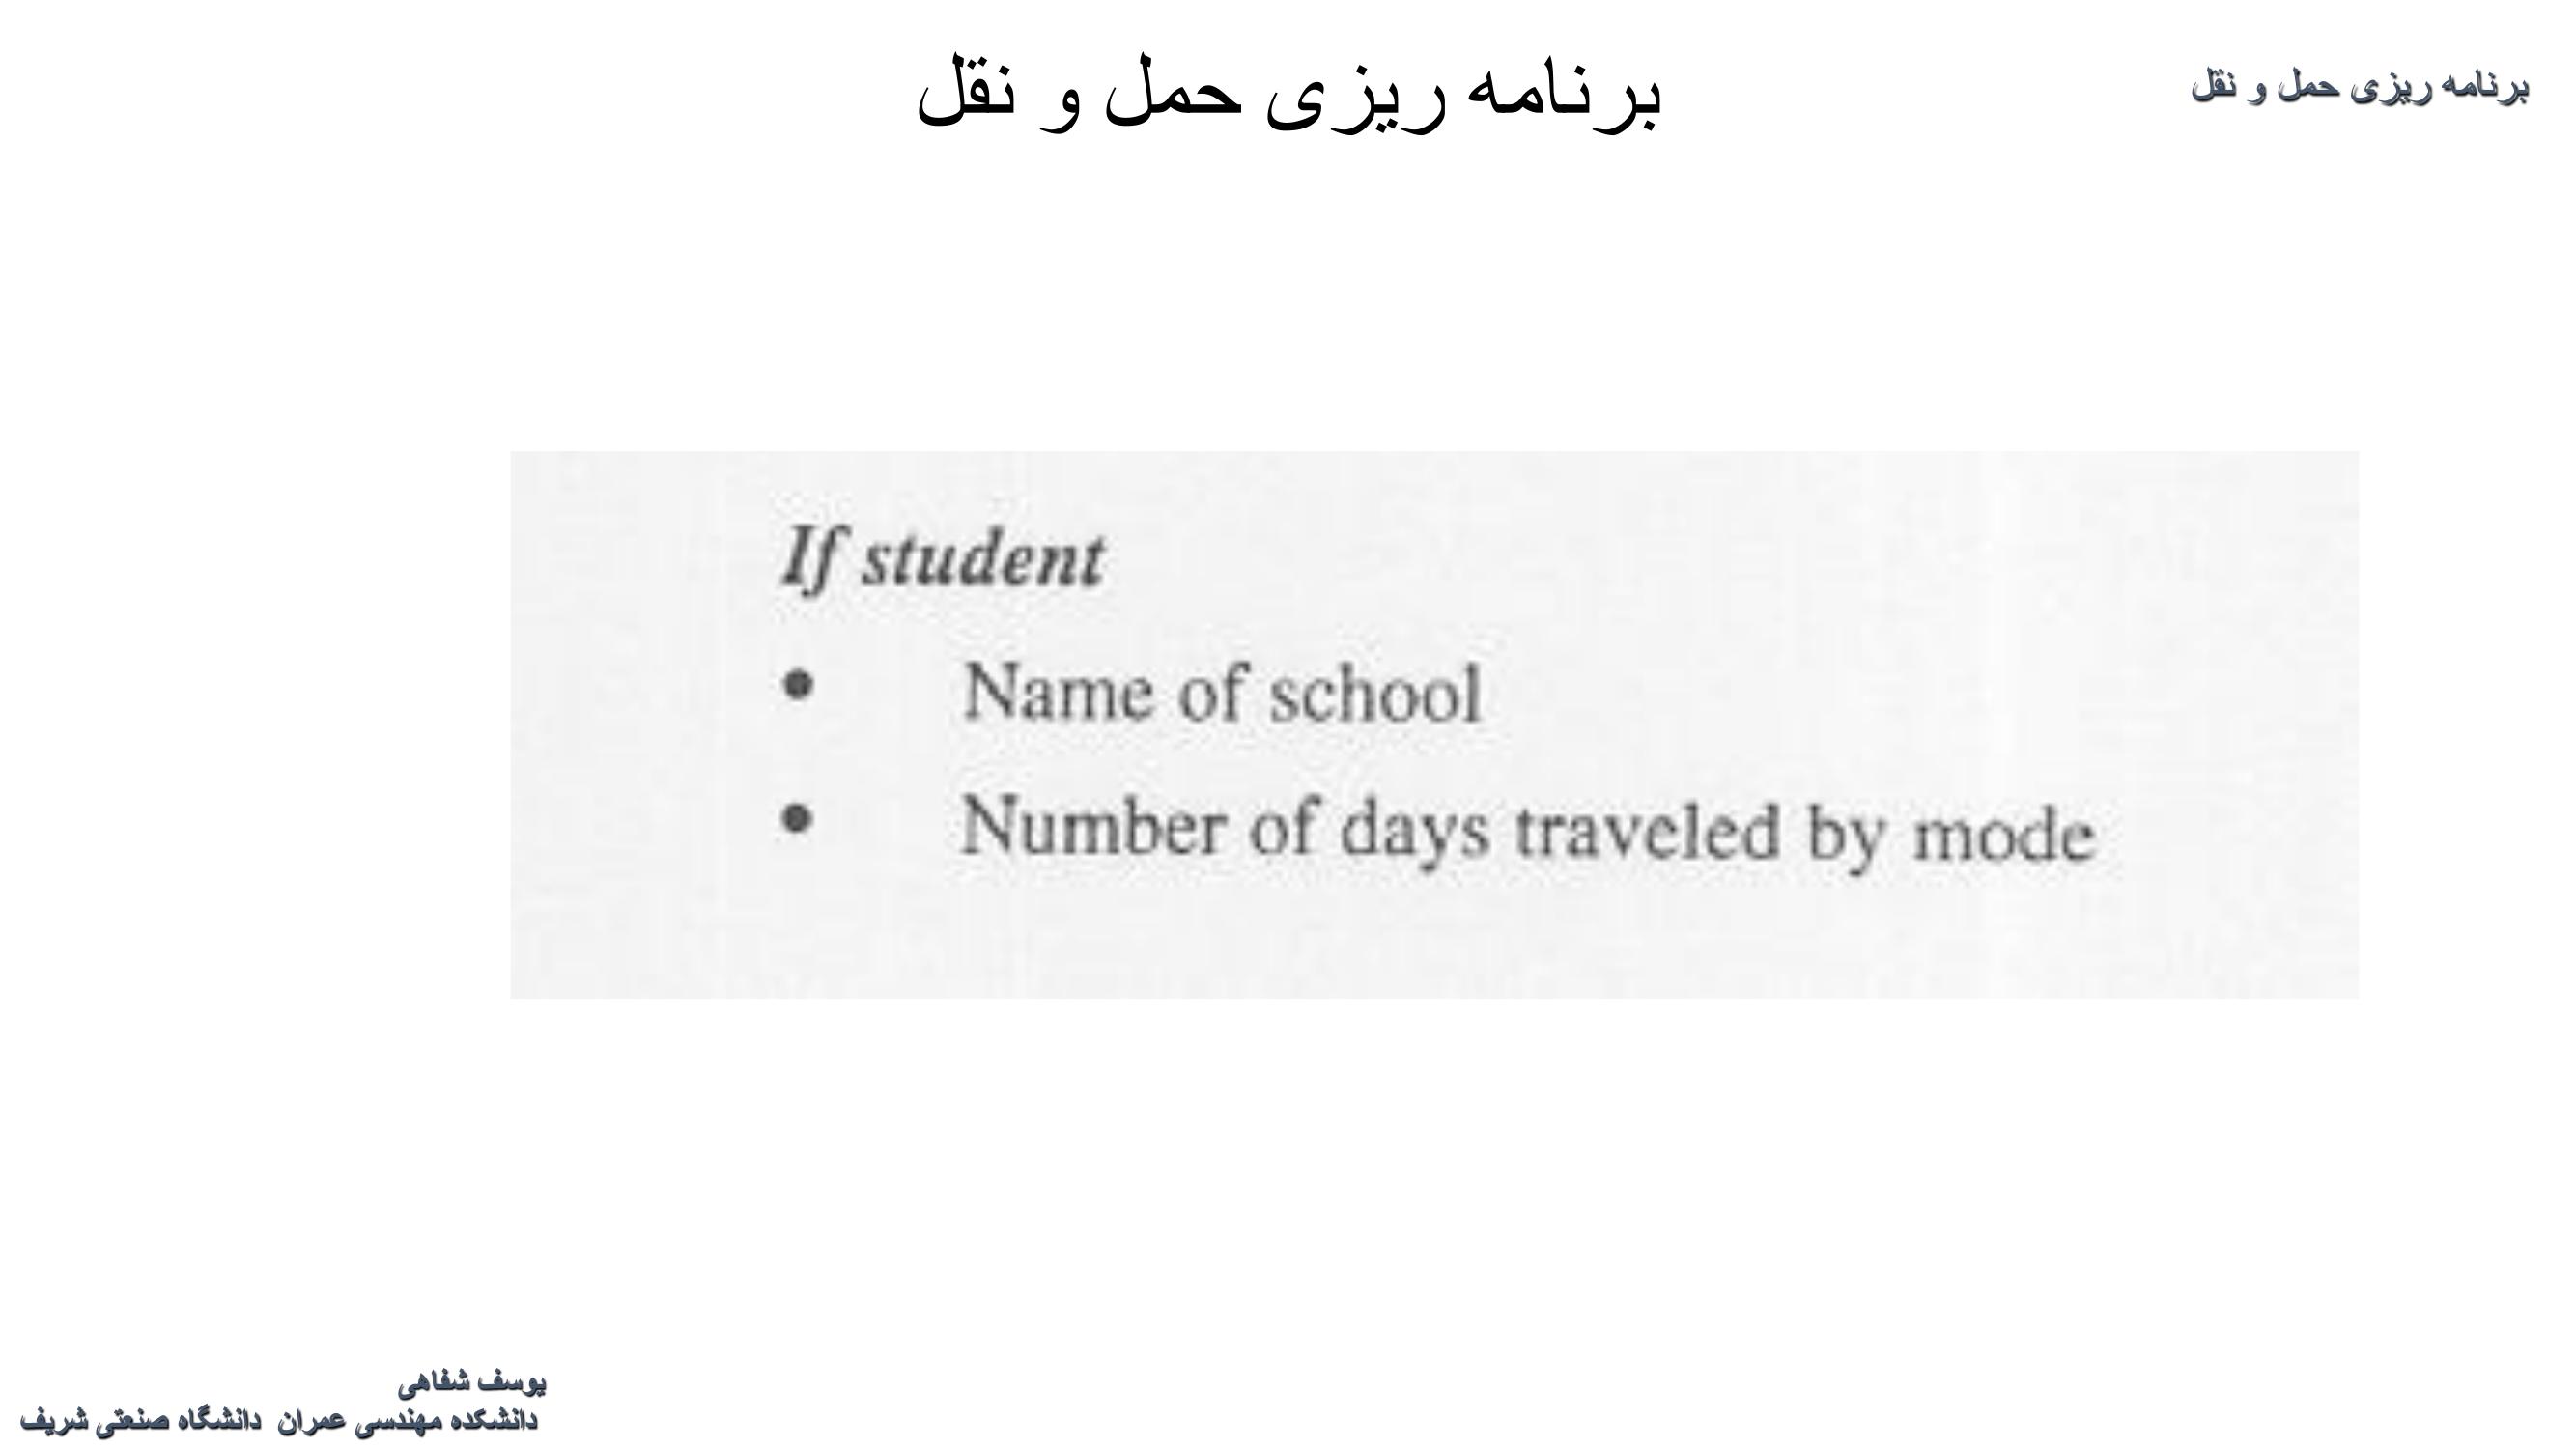 برنامه ریزی حمل و نقل
برنامه ریزی حمل و نقل
If student
• Name of school
• Number of days traveled by mode
یوسف شفاهی
دانشکده مهندسی عمران دانشگاه صنعتی شریف